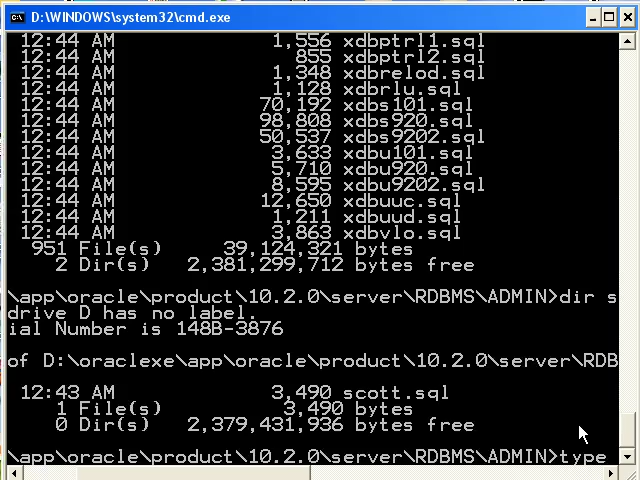 D:\WINDOWS\system32\cmd.exe
12:44 AM 1,556 xdbptrl1.sql
12:44 AM 855 xdbptrl2.sql
12:44 AM 1,348 xdbrelod.sql
12:44 AM 1,128 xdbrlu.sql
12:44 AM 70,192 xdbs101.sql
12:44 AM 98,808 xdbs920.sql
12:44 AM 50,537 xdbs9202.sql
12:44 AM 3,633 xdbu101.sql
12:44 AM 5,710 xdbu920.sql
12:44 AM 8,595 xdbu9202.sql
12:44 AM 12,650 xdbuuc.sql
12:44 AM 1,211 xdbuud.sql
12:44 AM 3,863 xdbvlo.sql
951 File(s) 39,124,321 bytes
2 Dir(s) 2,381,299,712 bytes free
\app\oracle\product\10.2.0\server\RDBMS\ADMIN>dir s
drive D has no label.
ial Number is 148B-3876
of D:\oraclexe\app\oracle\product\10.2.0\server\RDB
12:43 AM 3,490 scott.sql
1 File(s) 3,490 bytes
0 Dir(s) 2,379,431,936 bytes free
\app\oracle\product\10.2.0\server\RDBMS\ADMIN>type